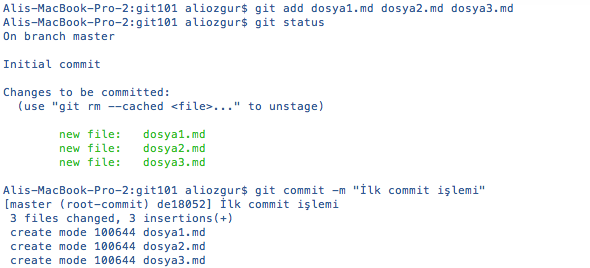 Alis-MacBook-Pro-2:git101 aliozgur$ git add dosya1.md dosya2.md dosya3.md
Alis-MacBook-Pro-2:git101 aliozgur$ git status
On branch master
Initial commit
Changes to be committed:
(use "git rm --cached <file>..." to unstage)
new file:   dosya1.md
new file:   dosya2.md
new file:   dosya3.md
Alis-MacBook-Pro-2:git101 aliozgur$ git commit -m "İlk commit işlemi"
[master (root-commit) de18052] İlk commit işlemi
3 files changed, 3 insertions(+)
create mode 100644 dosya1.md
create mode 100644 dosya2.md
create mode 100644 dosya3.md